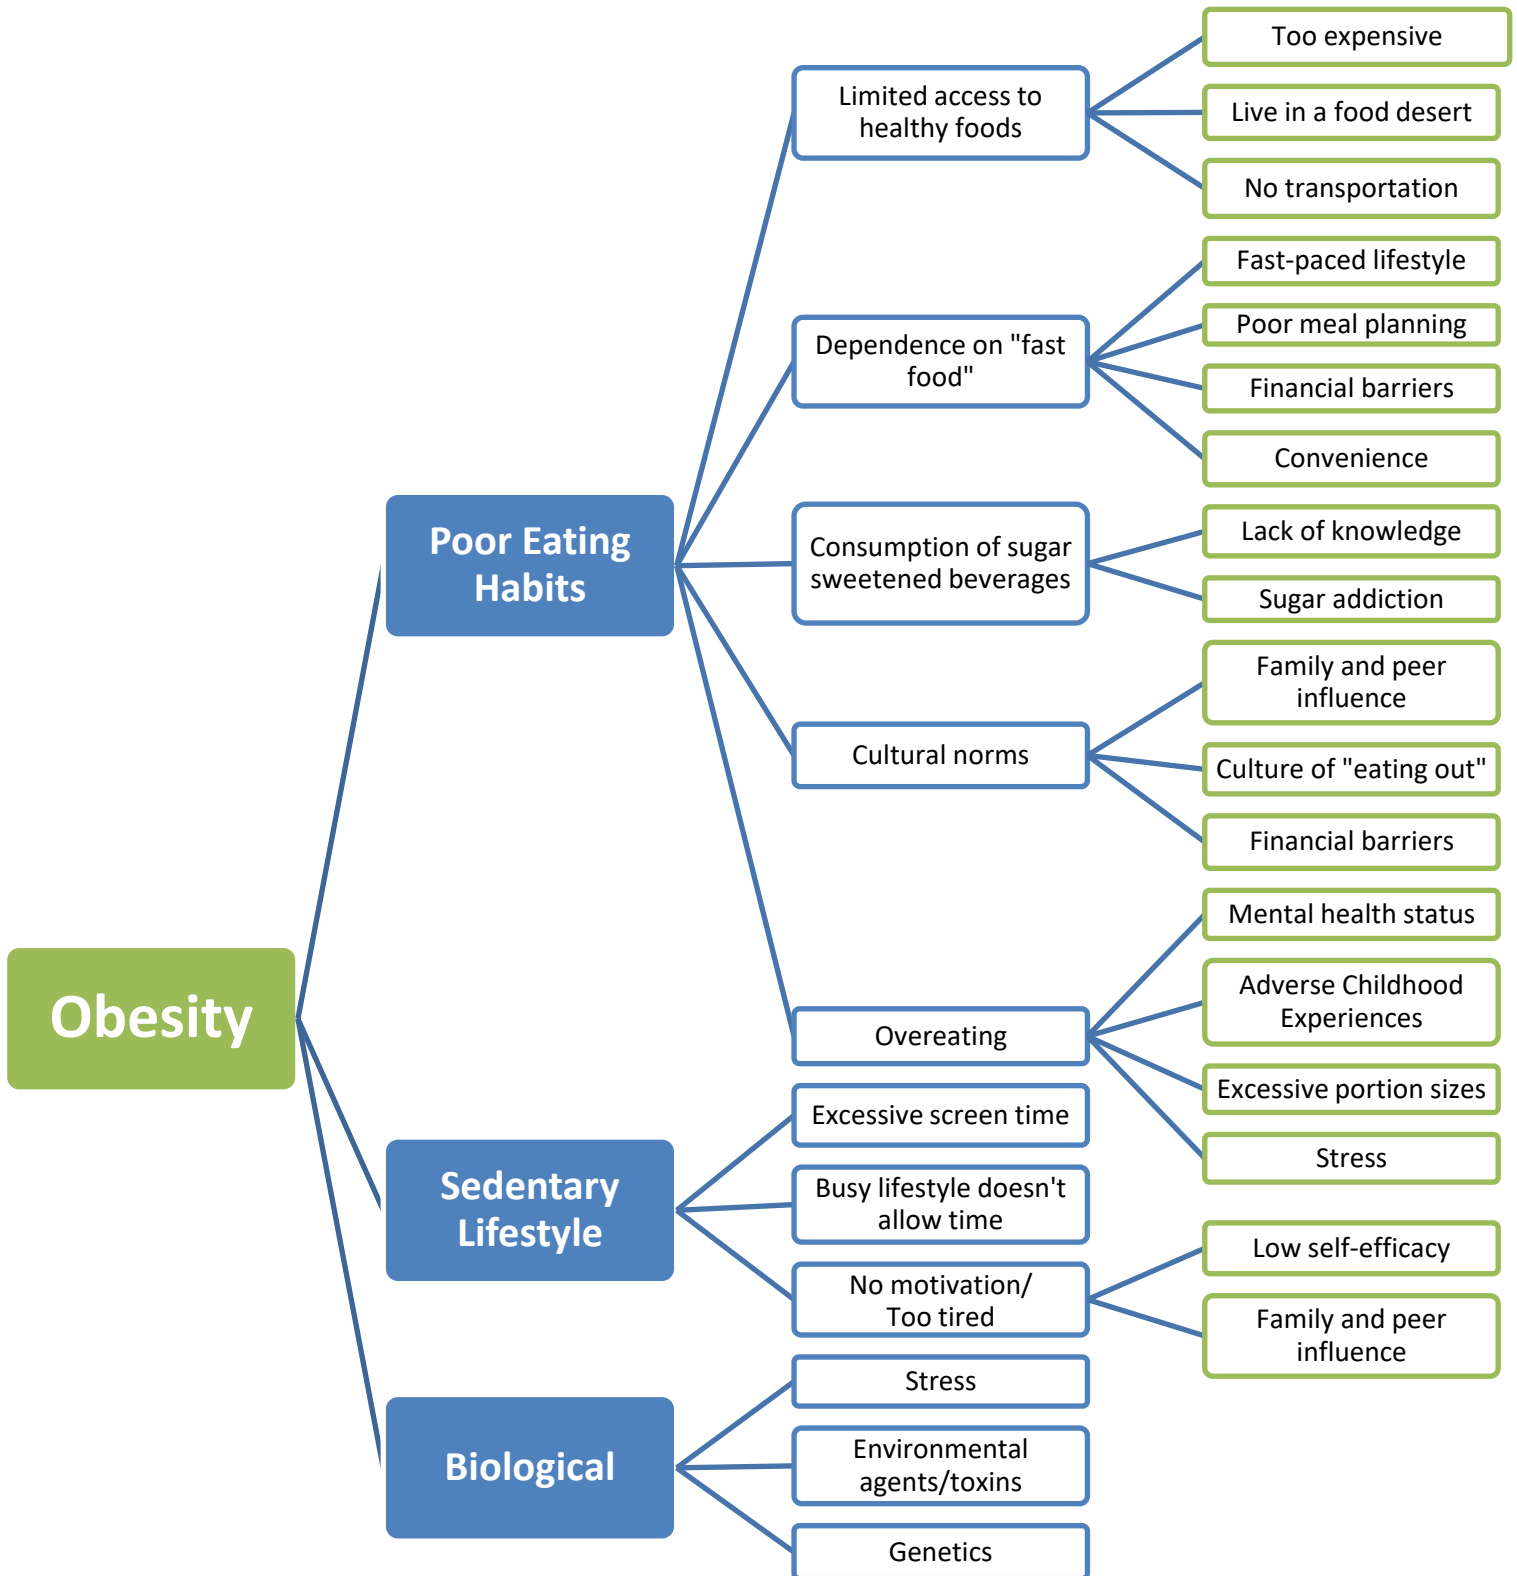 Obesity
Poor Eating
Habits
Limited access to
healthy foods
Too expensive
Live in a food desert
No transportation
Dependence on "fast
food"
Fast-paced lifestyle
Poor meal planning
Financial barriers
Convenience
Consumption of sugar
sweetened beverages
Lack of knowledge
Sugar addiction
Cultural norms
Family and peer
influence
Culture of "eating out"
Financial barriers
Overeating
Mental health status
Adverse Childhood
Experiences
Excessive portion sizes
Stress
Sedentary
Lifestyle
Excessive screen time
Busy lifestyle doesn't
allow time
No motivation/
Too tired
Low self-efficacy
Family and peer
influence
Biological
Stress
Environmental
agents/toxins
Genetics